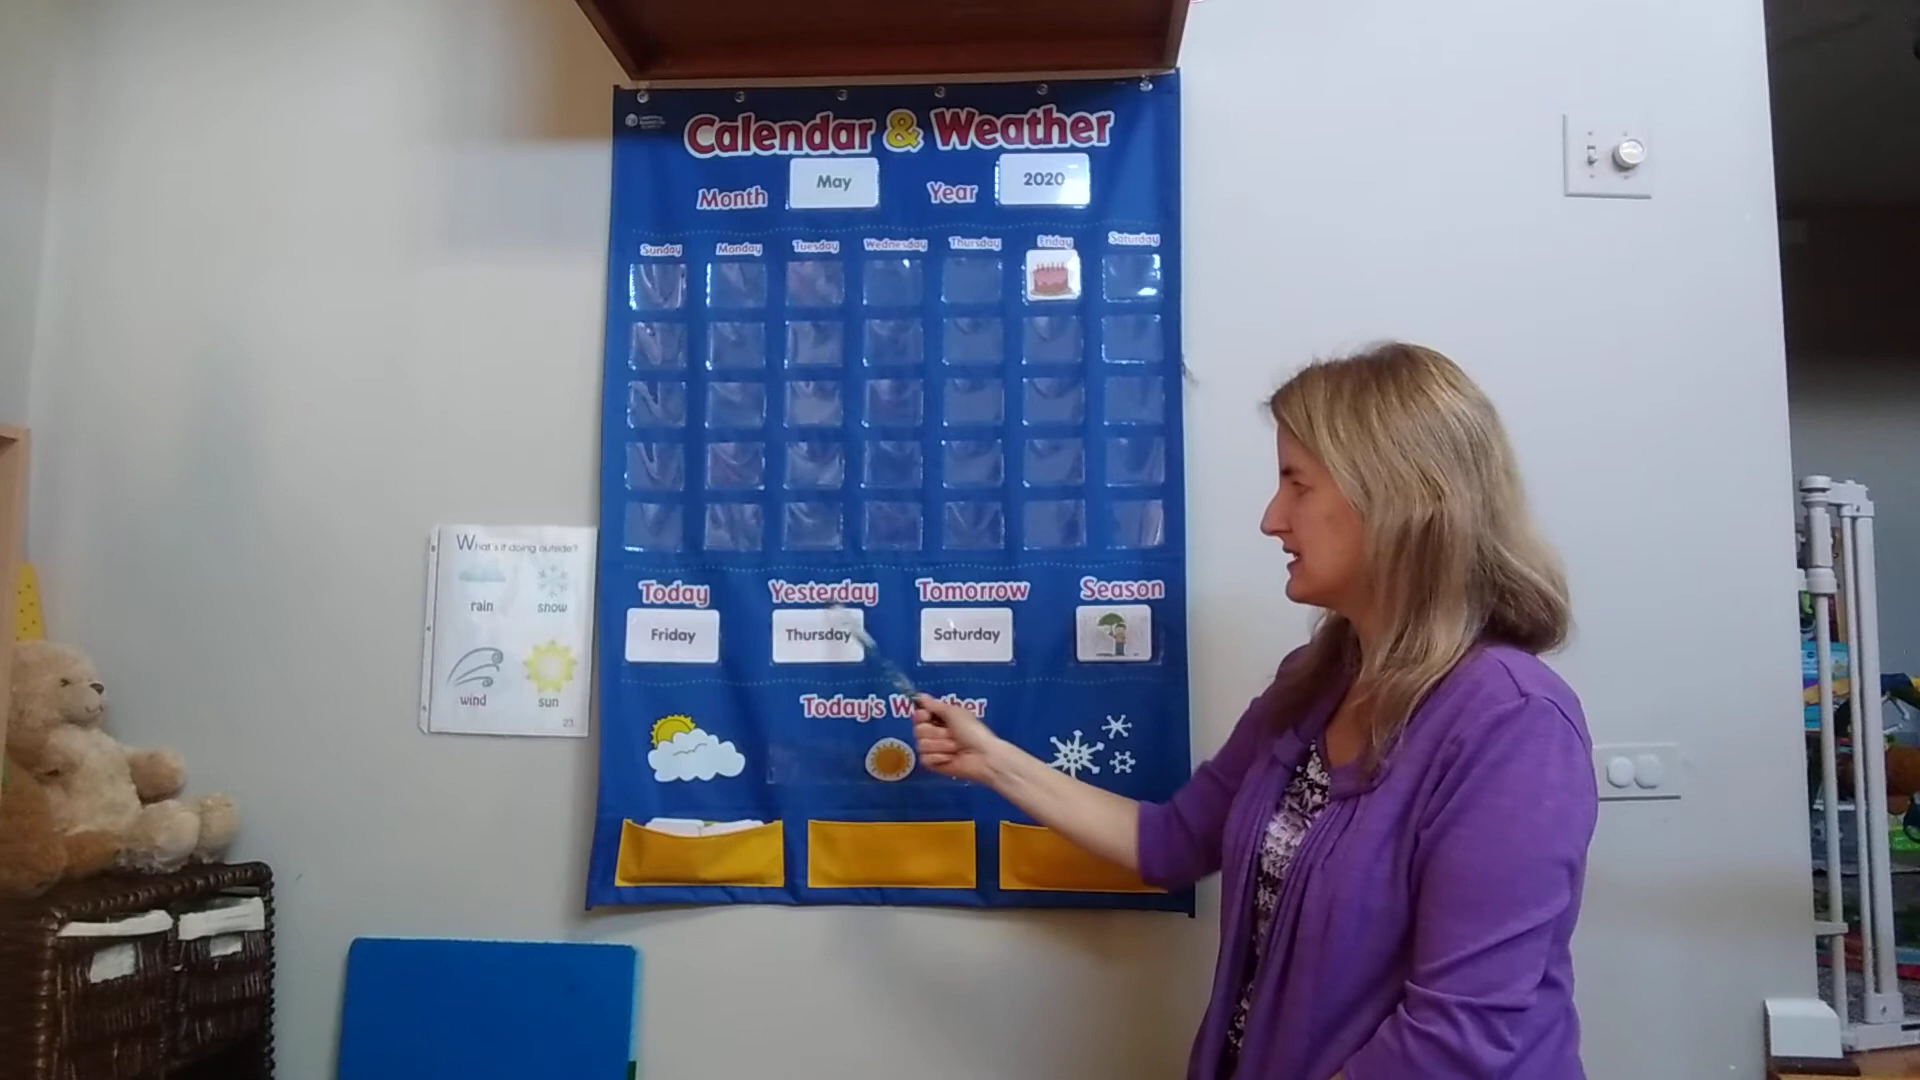 Calendar & Weather
Month May Year 2020
Sunday Monday Tuesday Wednesday Thursday Friday Saturday
Today Yesterday Tomorrow Season
Friday Thursday Saturday
Today's Weather
What's it doing outside?
rain snow
wind sun
23